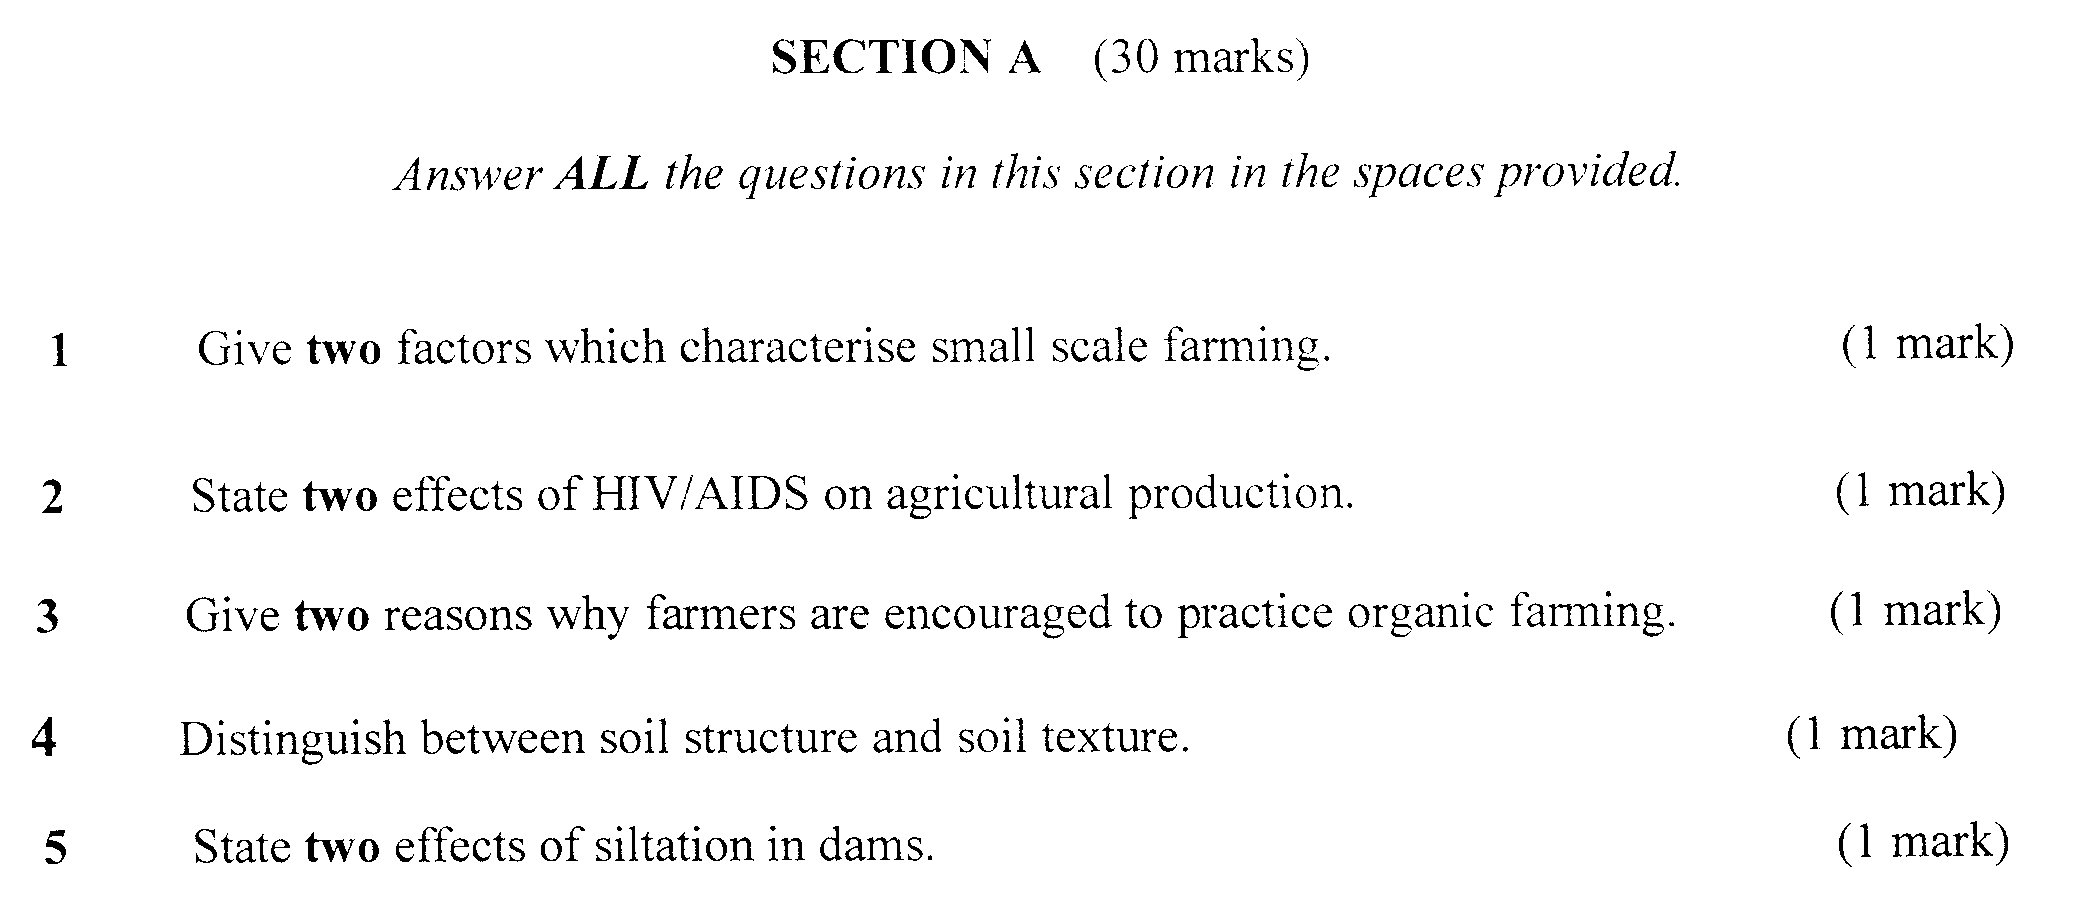 SECTION A (30 marks)
Answer ALL the questions in this section in the spaces provided.
1 Give two factors which characterise small scale farming. (1 mark)
2 State two effects of HIV/AIDS on agricultural production. (1 mark)
3 Give two reasons why farmers are encouraged to practice organic farming. (1 mark)
4 Distinguish between soil structure and soil texture. (1 mark)
5 State two effects of siltation in dams. (1 mark)